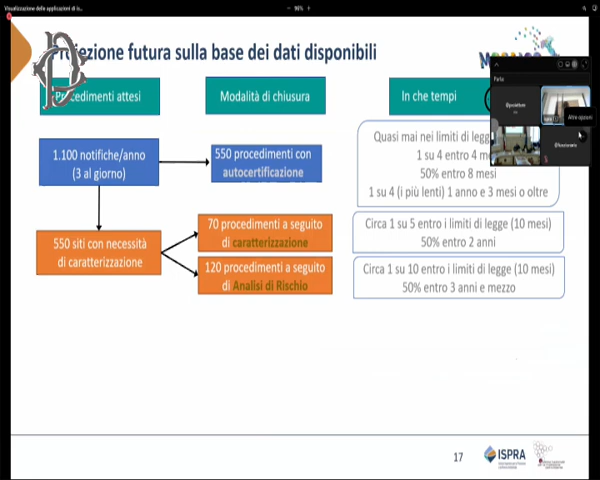 Visualizzazione delle applicazioni di
96%
Proiezione futura sulla base dei dati disponibili
Procedimenti attesi
Modalità di chiusura
In che tempi
Parla:
Altre opzioni
1.100 notifiche/anno
(3 al giorno)
550 procedimenti con
autocertificazione
Quasi mai nei limiti di legge
1 su 4 entro 4
50% entro 8 mesi
1 su 4 (i più lenti) 1 anno e 3 mesi o oltre
550 siti con necessità
di caratterizzazione
70 procedimenti a seguito
di caratterizzazione
Circa 1 su 5 entro i limiti di legge (10 mesi)
50% entro 2 anni
120 procedimenti a seguito
di Analisi di Rischio
Circa 1 su 10 entro i limiti di legge (10 mesi)
50% entro 3 anni e mezzo
17
ISPRA